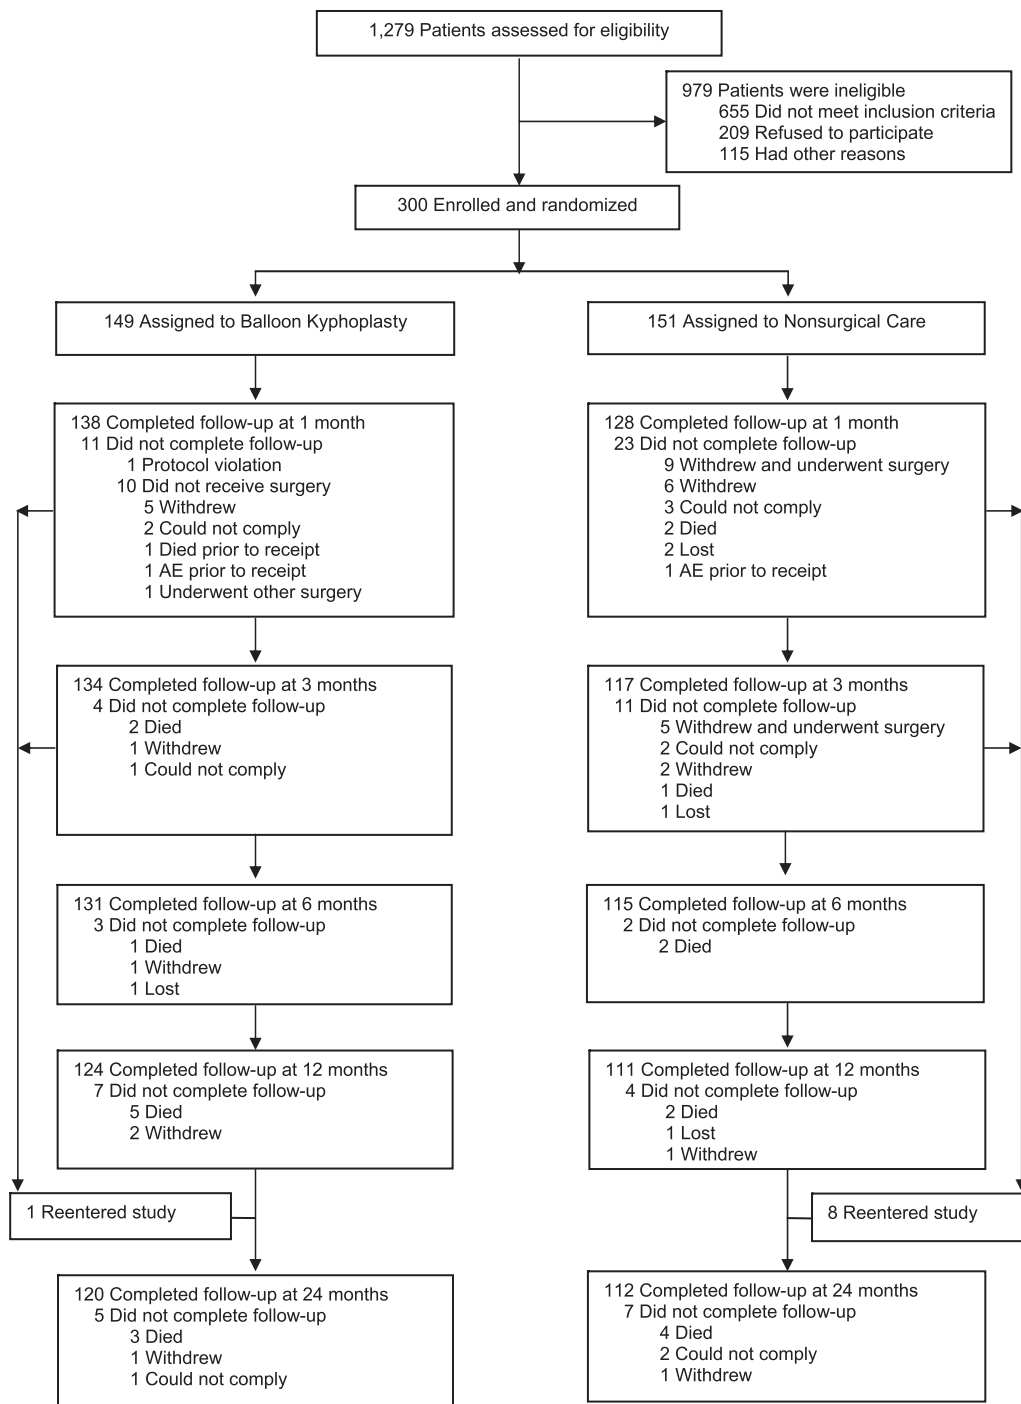 1,279 Patients assessed for eligibility
979 Patients were ineligible
655 Did not meet inclusion criteria
209 Refused to participate
115 Had other reasons
300 Enrolled and randomized
149 Assigned to Balloon Kyphoplasty
151 Assigned to Nonsurgical Care
138 Completed follow-up at 1 month
11 Did not complete follow-up
1 Protocol violation
10 Did not receive surgery
5 Withdrew
2 Could not comply
1 Died prior to receipt
1 AE prior to receipt
1 Underwent other surgery
128 Completed follow-up at 1 month
23 Did not complete follow-up
9 Withdrew and underwent surgery
6 Withdrew
3 Could not comply
2 Died
2 Lost
1 AE prior to receipt
134 Completed follow-up at 3 months
4 Did not complete follow-up
2 Died
1 Withdrew
1 Could not comply
117 Completed follow-up at 3 months
11 Did not complete follow-up
5 Withdrew and underwent surgery
2 Could not comply
2 Withdrew
1 Died
1 Lost
131 Completed follow-up at 6 months
3 Did not complete follow-up
1 Died
1 Withdrew
1 Lost
115 Completed follow-up at 6 months
2 Did not complete follow-up
2 Died
124 Completed follow-up at 12 months
7 Did not complete follow-up
5 Died
2 Withdrew
111 Completed follow-up at 12 months
4 Did not complete follow-up
2 Died
1 Lost
1 Withdrew
1 Reentered study
8 Reentered study
120 Completed follow-up at 24 months
5 Did not complete follow-up
3 Died
1 Withdrew
1 Could not comply
112 Completed follow-up at 24 months
7 Did not complete follow-up
4 Died
2 Could not comply
1 Withdrew